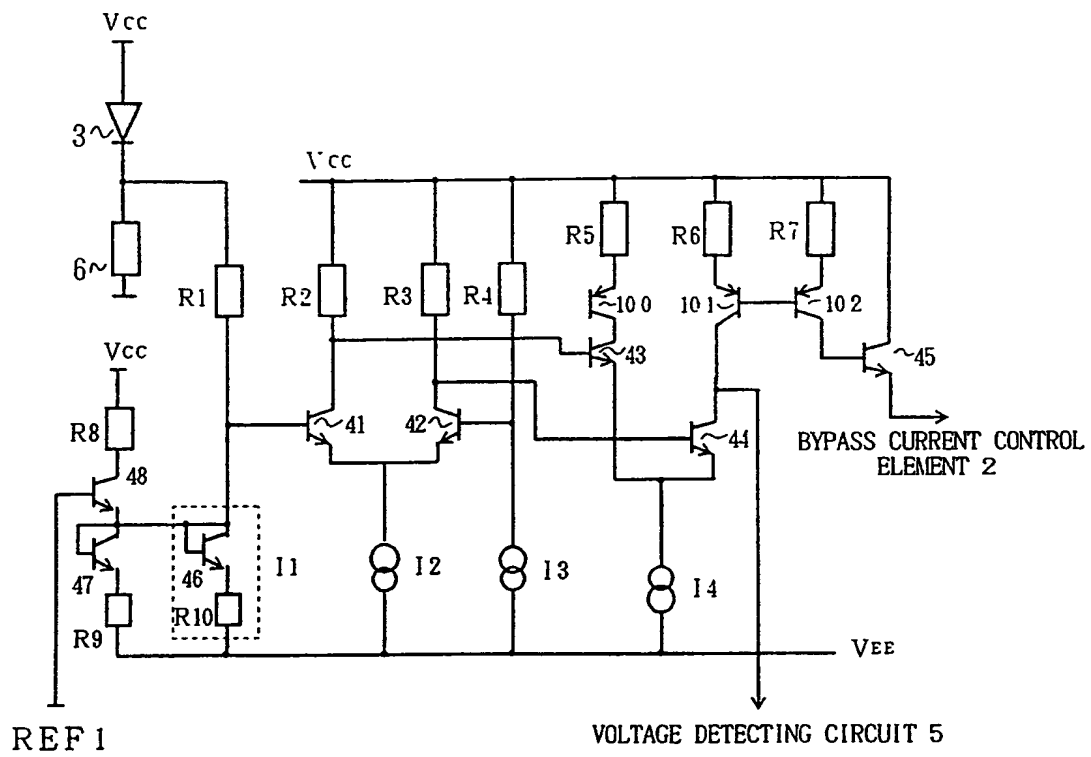 Vcc
3
Vcc
6
R1
R2
R3
R4
R5
R6
R7
100
101
102
43
45
Vcc
R8
41
42
44
BYPASS CURRENT CONTROL
ELEMENT 2
48
47
46
I1
I2
I3
I4
R9
R10
VEE
REF1
VOLTAGE DETECTING CIRCUIT 5